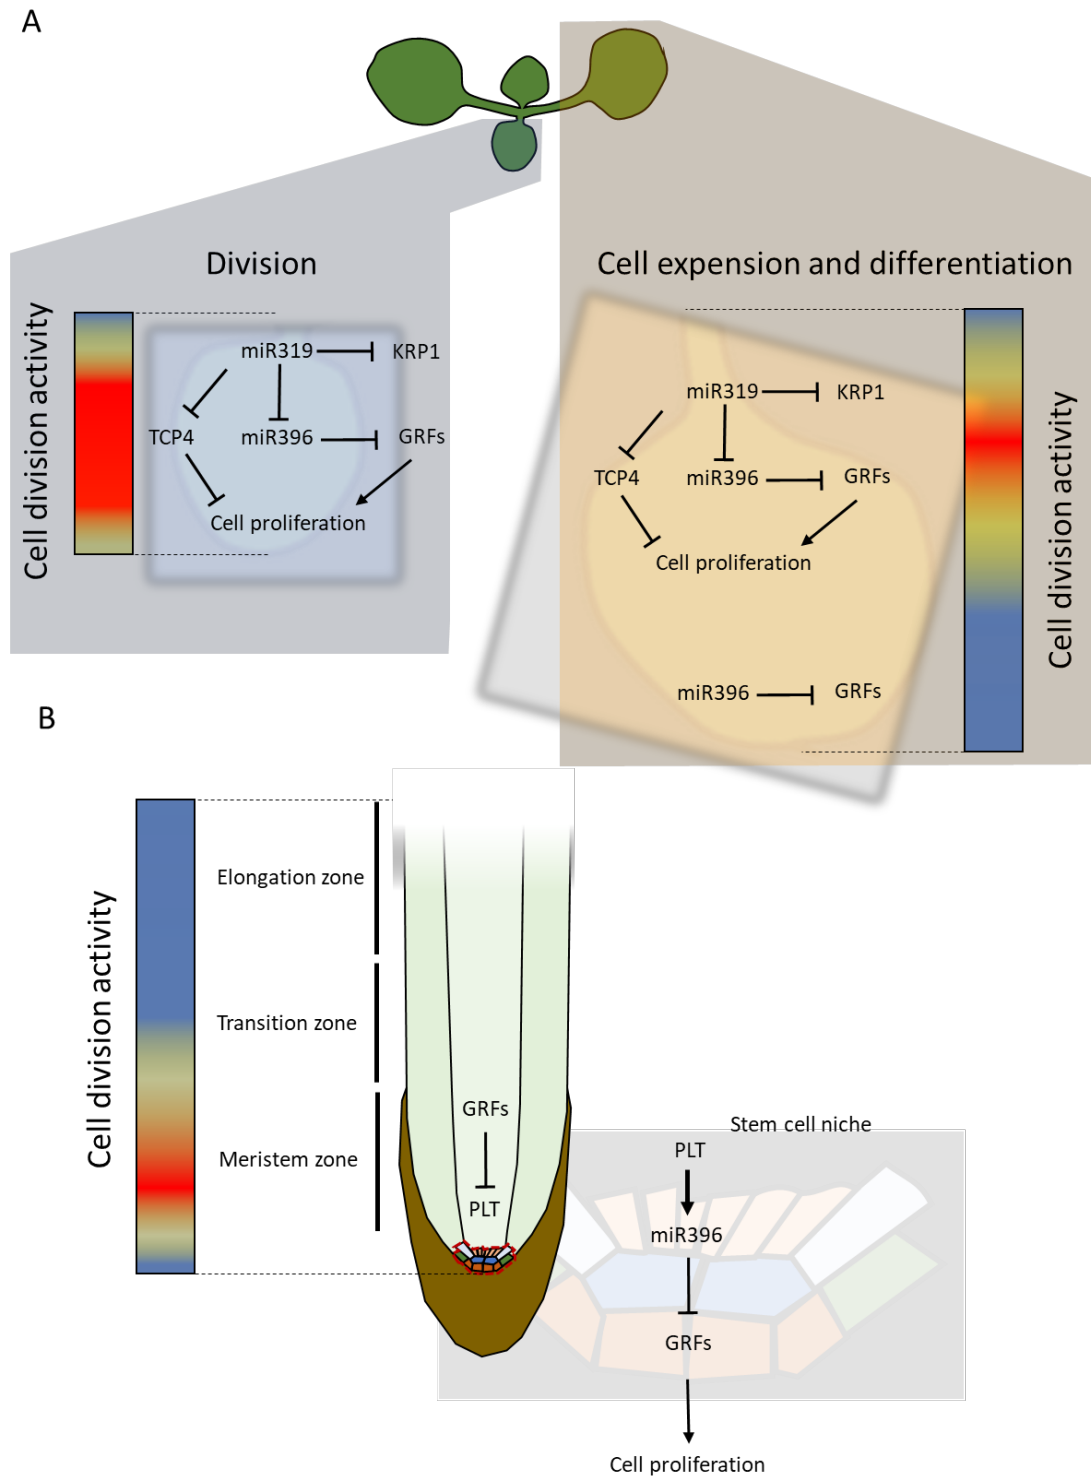 A
Division
Cell expension and differentiation
Cell division activity
miR319
KRP1
TCP4
miR396
GRFs
Cell proliferation
miR319
KRP1
TCP4
miR396
GRFs
Cell proliferation
miR396
GRFs
Cell division activity
B
Cell division activity
Elongation zone
Transition zone
Meristem zone
GRFs
PLT
Stem cell niche
PLT
miR396
GRFs
Cell proliferation